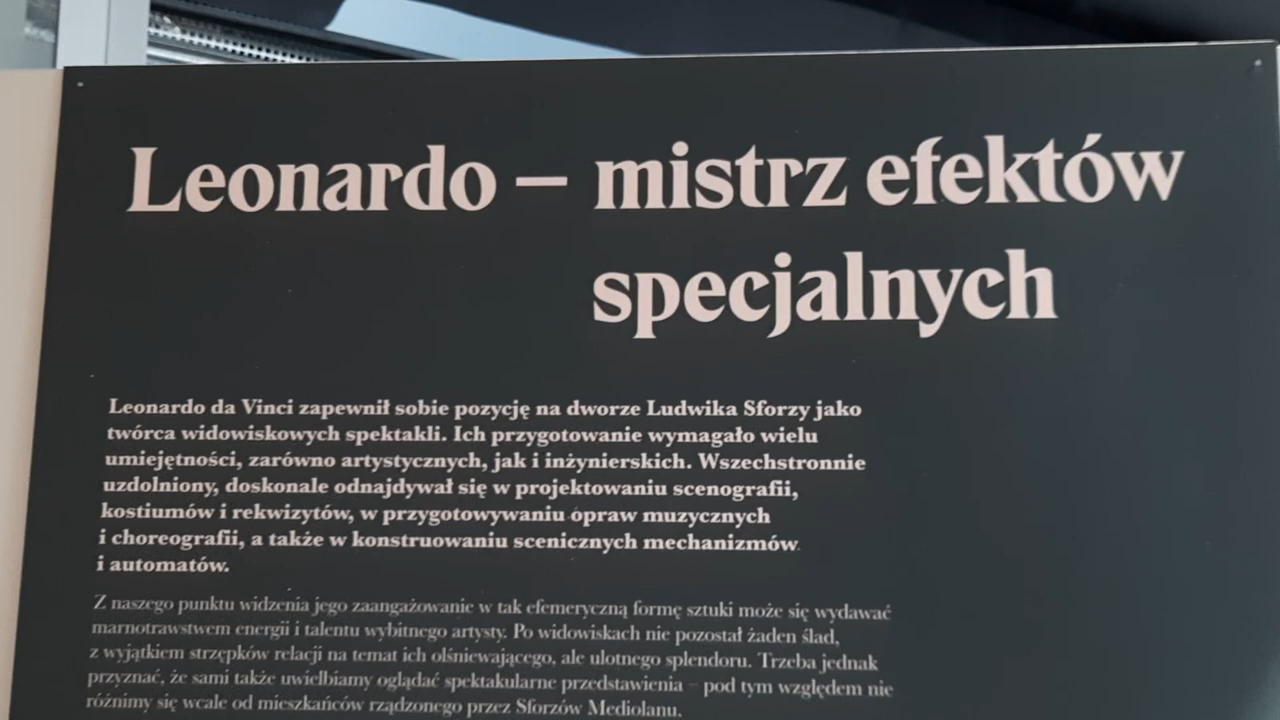 Leonardo – mistrz efektów
specjalnych
Leonardo da Vinci zapewnił sobie pozycję na dworze Ludwika Sforzy jako
twórca widowiskowych spektakli. Ich przygotowanie wymagało wielu
umiejętności, zarówno artystycznych, jak i inżynierskich. Wszechstronnie
uzdolniony, doskonale odnajdywał się w projektowaniu scenografii,
kostiumów i rekwizytów, w przygotowywaniu opraw muzycznych
i choreografii, a także w konstruowaniu scenicznych mechanizmów
i automatów.
Z naszego punktu widzenia jego zaangażowanie w tak efemeryczną formę sztuki może się wydawać
marnotrawstwem energii i talentu wybitnego artysty. Po widowiskach nie pozostał żaden ślad,
z wyjątkiem strzępków relacji na temat ich olśniewającego, ale ulotnego splendoru. Trzeba jednak
przyznać, że sami także uwielbiamy oglądać spektakularne przedstawienia – pod tym względem nie
różnimy się wcale od mieszkańców rządzonego przez Sforzów Mediolanu.